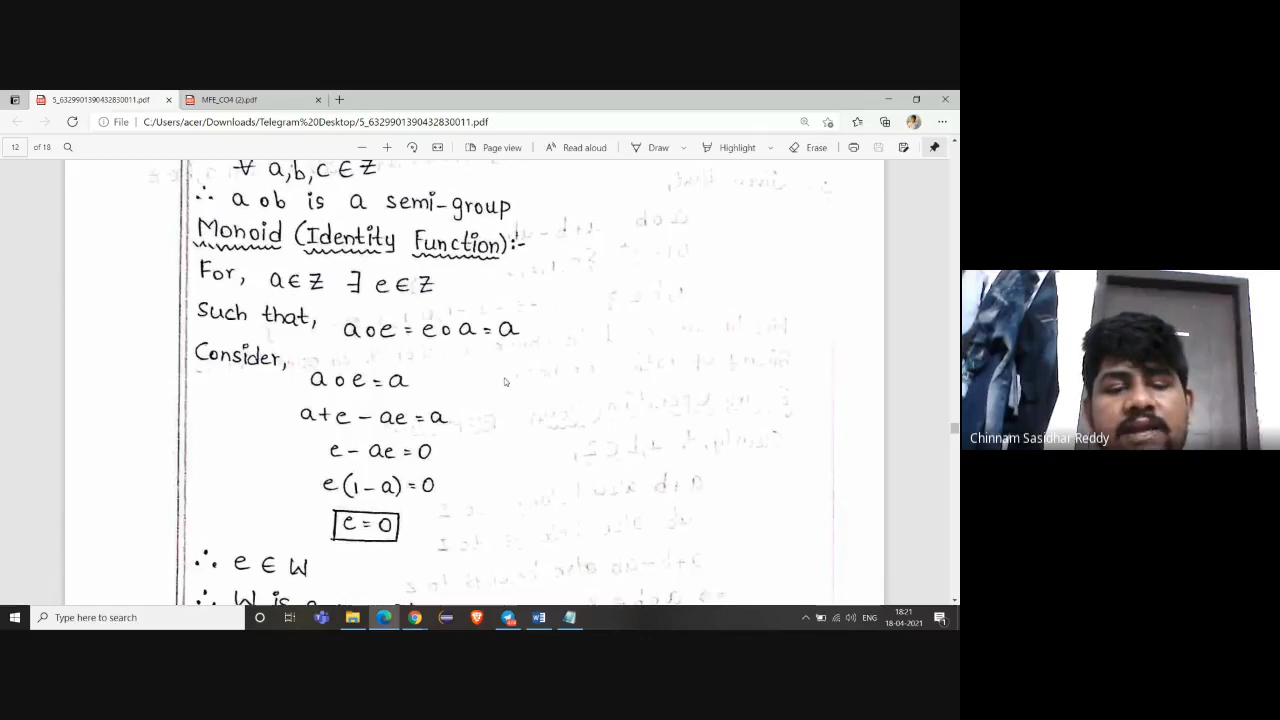 5_6329901390432830011.pdf
MFE_CO4 (2).pdf
File
C:/Users/acer/Downloads/Telegram%20Desktop/5_6329901390432830011.pdf
12 of 18
Page view
Read aloud
Draw
Highlight
Erase
∀ a,b,c ∈ Z
∴ a o b is a semi-group
Monoid (Identity Function):-
For, a ∈ Z ∃ e ∈ Z
Such that, a o e = e o a = a
Consider,
a o e = a
a + e - ae = a
e - ae = 0
e (1 - a) = 0
e = 0
∴ e ∈ W
∴ W is a
Chinnam Sasidhar Reddy
Type here to search
ENG
18:21
18-04-2021